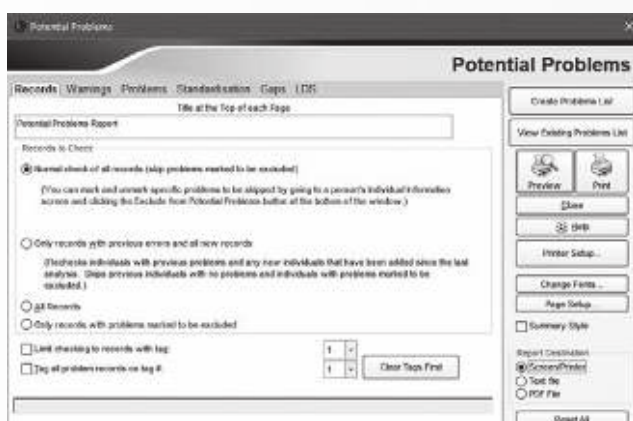 Potential Problems
Potential Problems
Records Warnings Problems Standardisation Gaps LDS
Title at the Top of each Page
Potential Problems Report
Records to Check
Normal check of all records (skip problems marked to be excluded)
(You can mark and unmark specific problems to be skipped by going to a person's Individual Information
screen and clicking the Exclude from Potential Problems button at the bottom of the window.)
Only records with previous errors and all new records
(Rechecks individuals with previous problems and any new individuals that have been added since the last
analysis. Skips previous individuals with no problems and individuals with problems marked to be
excluded.)
All Records
Only records with problems marked to be excluded
Limit checking to records with tag: 1
Tag all problem records on tag #: 1
Clear Tags First
Create Problems List
View Existing Problems List
Preview Print
Close
Help
Printer Setup...
Change Fonts...
Page Setup...
Summary Style
Report Destination
Screen/Printer
Text file
PDF File
Reset All